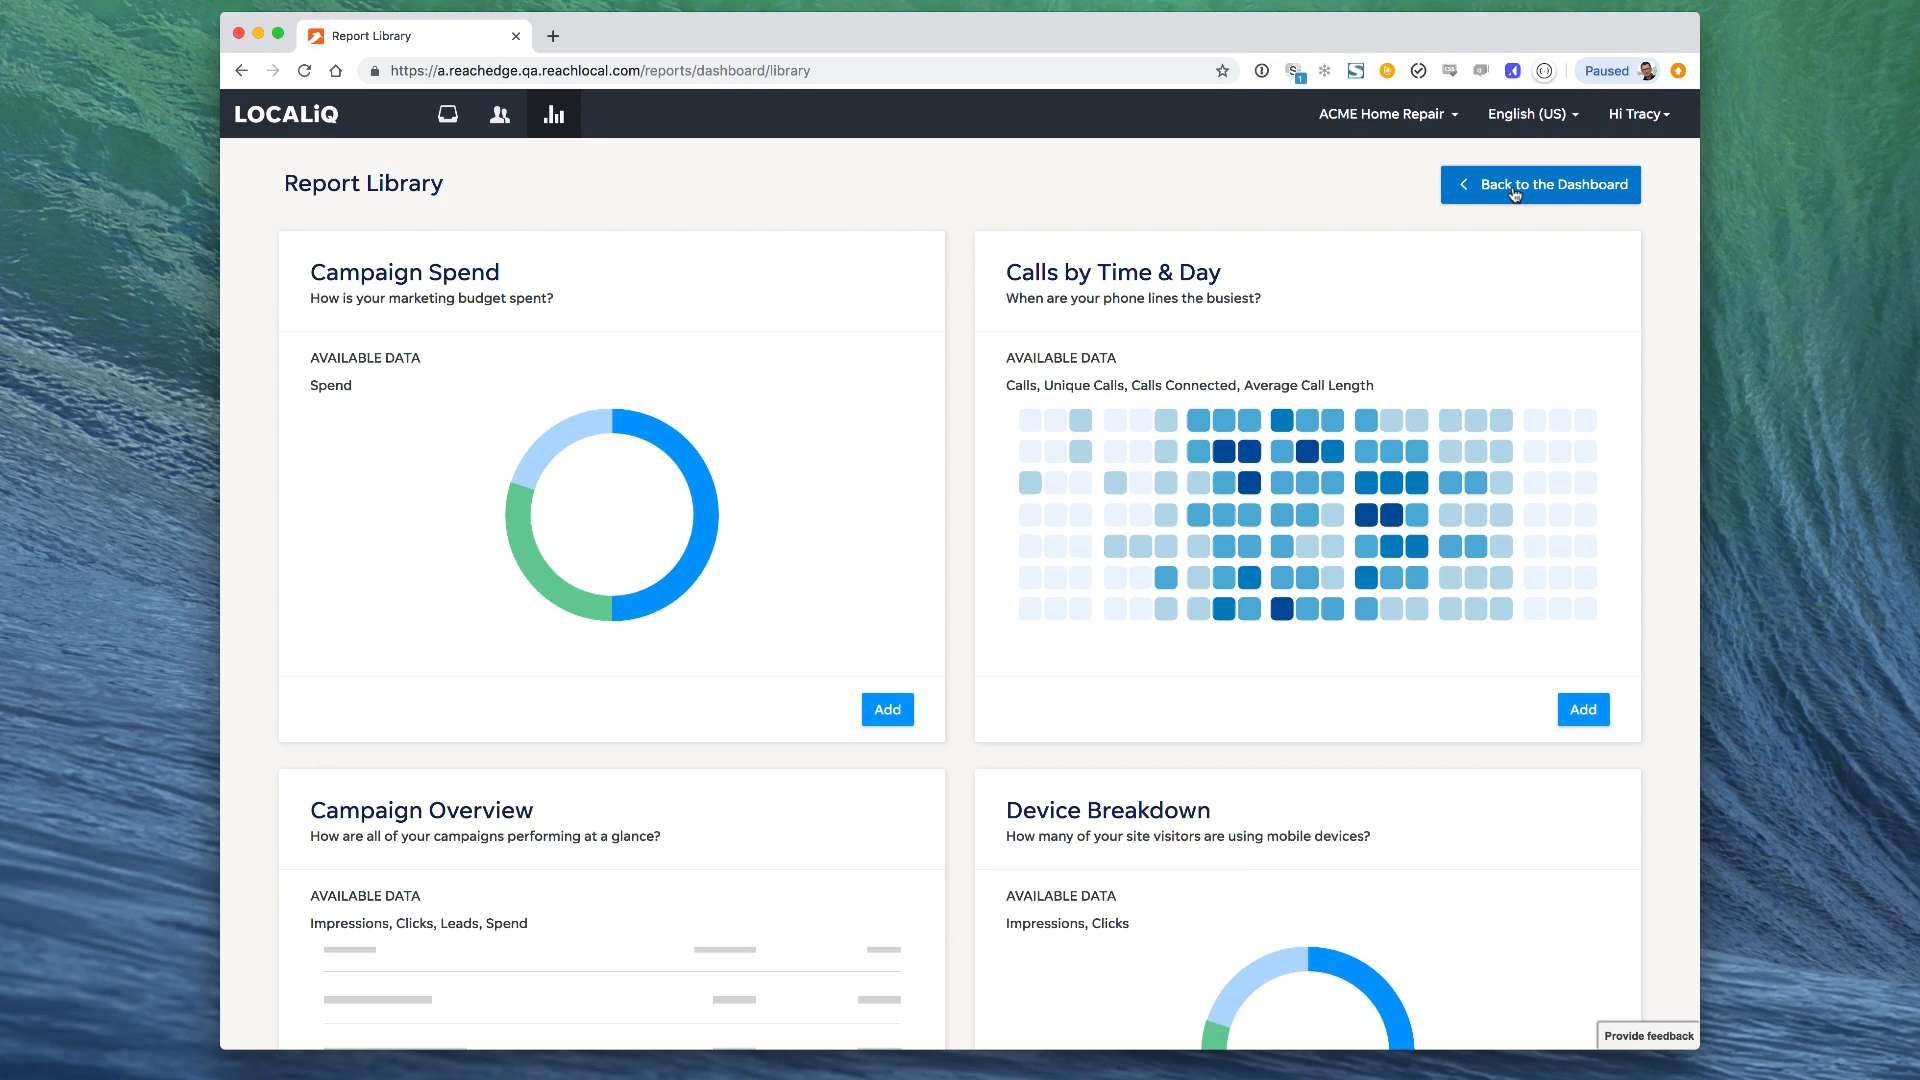 Report Library
https://a.reachedge.qa.reachlocal.com/reports/dashboard/library
1
Paused
LOCALiQ
ACME Home Repair
English (US)
Hi Tracy
Report Library
Back to the Dashboard
Campaign Spend
How is your marketing budget spent?
AVAILABLE DATA
Spend
Add
Calls by Time & Day
When are your phone lines the busiest?
AVAILABLE DATA
Calls, Unique Calls, Calls Connected, Average Call Length
Add
Campaign Overview
How are all of your campaigns performing at a glance?
AVAILABLE DATA
Impressions, Clicks, Leads, Spend
Device Breakdown
How many of your site visitors are using mobile devices?
AVAILABLE DATA
Impressions, Clicks
Provide feedback